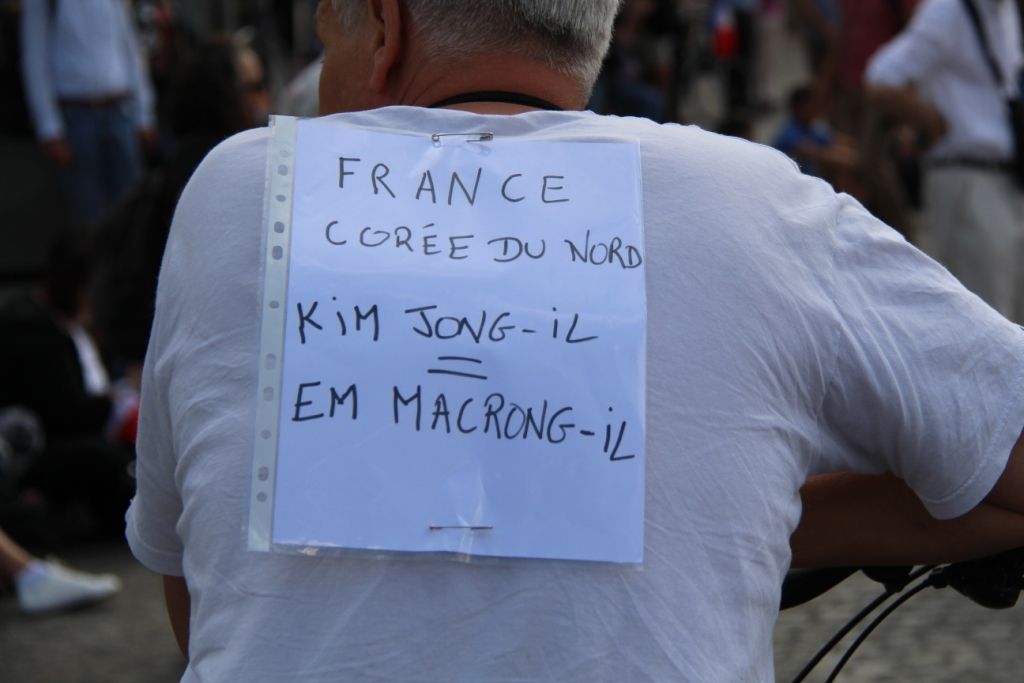 FRANCE
CORÉE DU NORD
KiM JONG-iL
=
EM MACRONG-iL